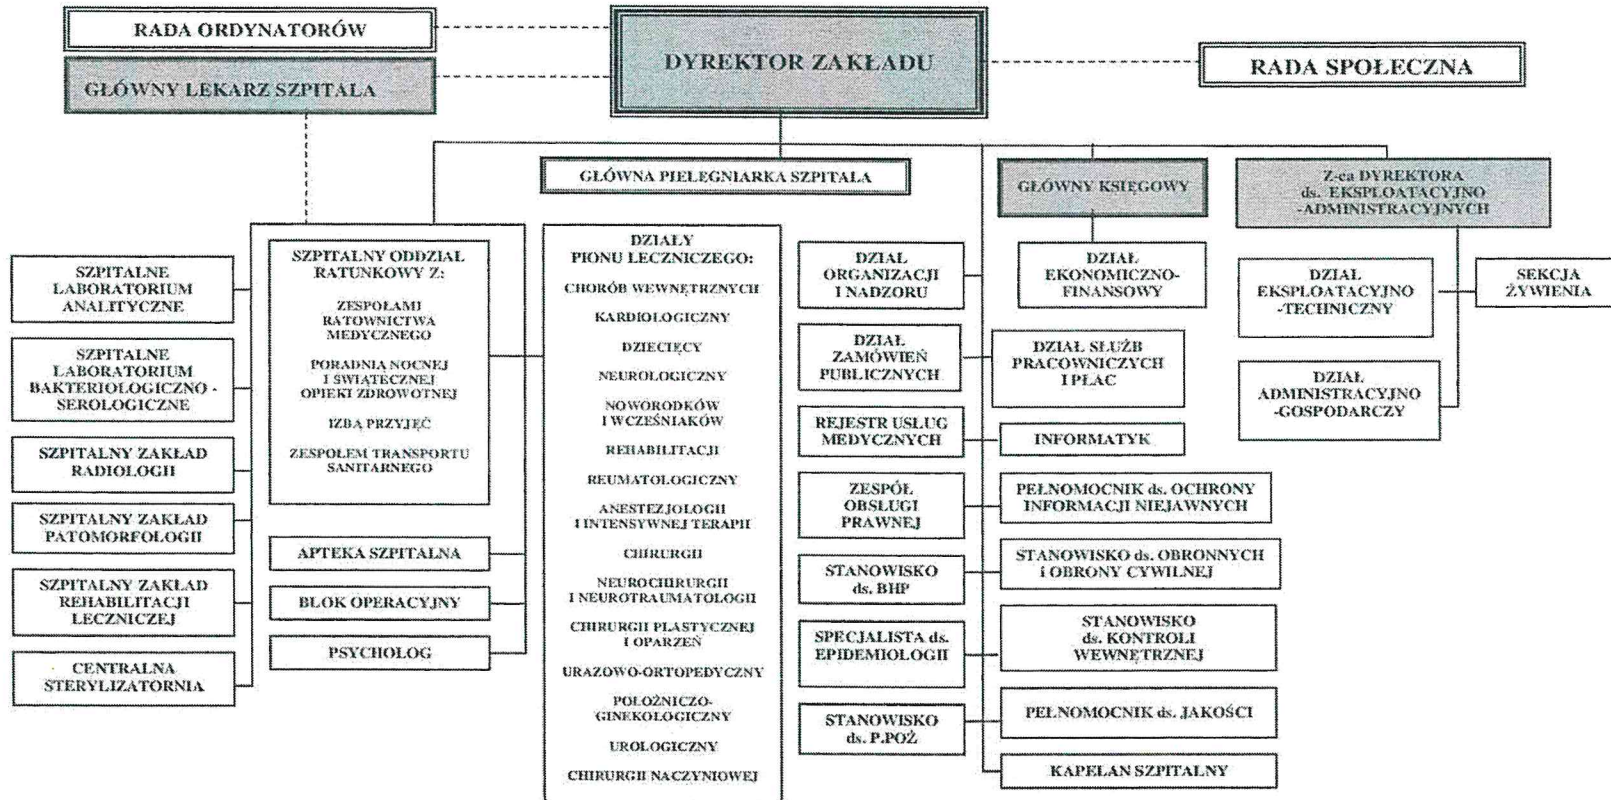 RADA ORDYNATORÓW
GŁÓWNY LEKARZ SZPITALA
DYREKTOR ZAKŁADU
RADA SPOŁECZNA
GŁÓWNA PIELĘGNIARKA SZPITALA
GŁÓWNY KSIĘGOWY
Z-ca DYREKTORA
ds. EKSPLOATACYJNO
-ADMINISTRACYJNYCH
SZPITALNE
LABORATORIUM
ANALITYCZNE
SZPITALNE
LABORATORIUM
BAKTERIOLOGICZNO -
SEROLOGICZNE
SZPITALNY ZAKŁAD
RADIOLOGII
SZPITALNY ZAKŁAD
PATOMORFOLOGII
SZPITALNY ZAKŁAD
REHABILITACJI
LECZNICZEJ
CENTRALNA
STERYLIZATORNIA
SZPITALNY ODDZIAŁ
RATUNKOWY Z:
ZESPOŁAMI
RATOWNICTWA
MEDYCZNEGO
PORADNIA NOCNEJ
I ŚWIĄTECZNEJ
OPIEKI ZDROWOTNEJ
IZBA PRZYJĘĆ
ZESPOŁEM TRANSPORTU
SANITARNEGO
APTEKA SZPITALNA
BLOK OPERACYJNY
PSYCHOLOG
DZIAŁY
PIONU LECZNICZEGO:
CHORÓB WEWNĘTRZNYCH
KARDIOLOGICZNY
DZIECIĘCY
NEUROLOGICZNY
NOWORODKÓW
I WCZEŚNIAKÓW
REHABILITACJI
REUMATOLOGICZNY
ANESTEZJOLOGII
I INTENSYWNEJ TERAPII
CHIRURGII
NEUROCHIRURGII
I NEUROTRAUMATOLOGII
CHIRURGII PLASTYCZNEJ
I OPARZEŃ
URAZOWO-ORTOPEDYCZNY
POŁOŻNICZO-
GINEKOLOGICZNY
UROLOGICZNY
CHIRURGII NACZYNIOWEJ
DZIAŁ
ORGANIZACJI
I NADZORU
DZIAŁ
ZAMÓWIEŃ
PUBLICZNYCH
REJESTR USŁUG
MEDYCZNYCH
ZESPÓŁ
OBSŁUGI
PRAWNEJ
STANOWISKO
ds. BHP
SPECJALISTA ds.
EPIDEMIOLOGII
STANOWISKO
ds. P.POŻ
DZIAŁ
EKONOMICZNO-
FINANSOWY
DZIAŁ SŁUŻB
PRACOWNICZYCH
I PŁAC
INFORMATYK
PEŁNOMOCNIK ds. OCHRONY
INFORMACJI NIEJAWNYCH
STANOWISKO ds. OBRONNYCH
i OBRONY CYWILNEJ
STANOWISKO
ds. KONTROLI
WEWNĘTRZNEJ
PEŁNOMOCNIK ds. JAKOŚCI
KAPELAN SZPITALNY
DZIAŁ
EKSPLOATACYJNO
-TECHNICZNY
SEKCJA
ŻYWIENIA
DZIAŁ
ADMINISTRACYJNO
-GOSPODARCZY